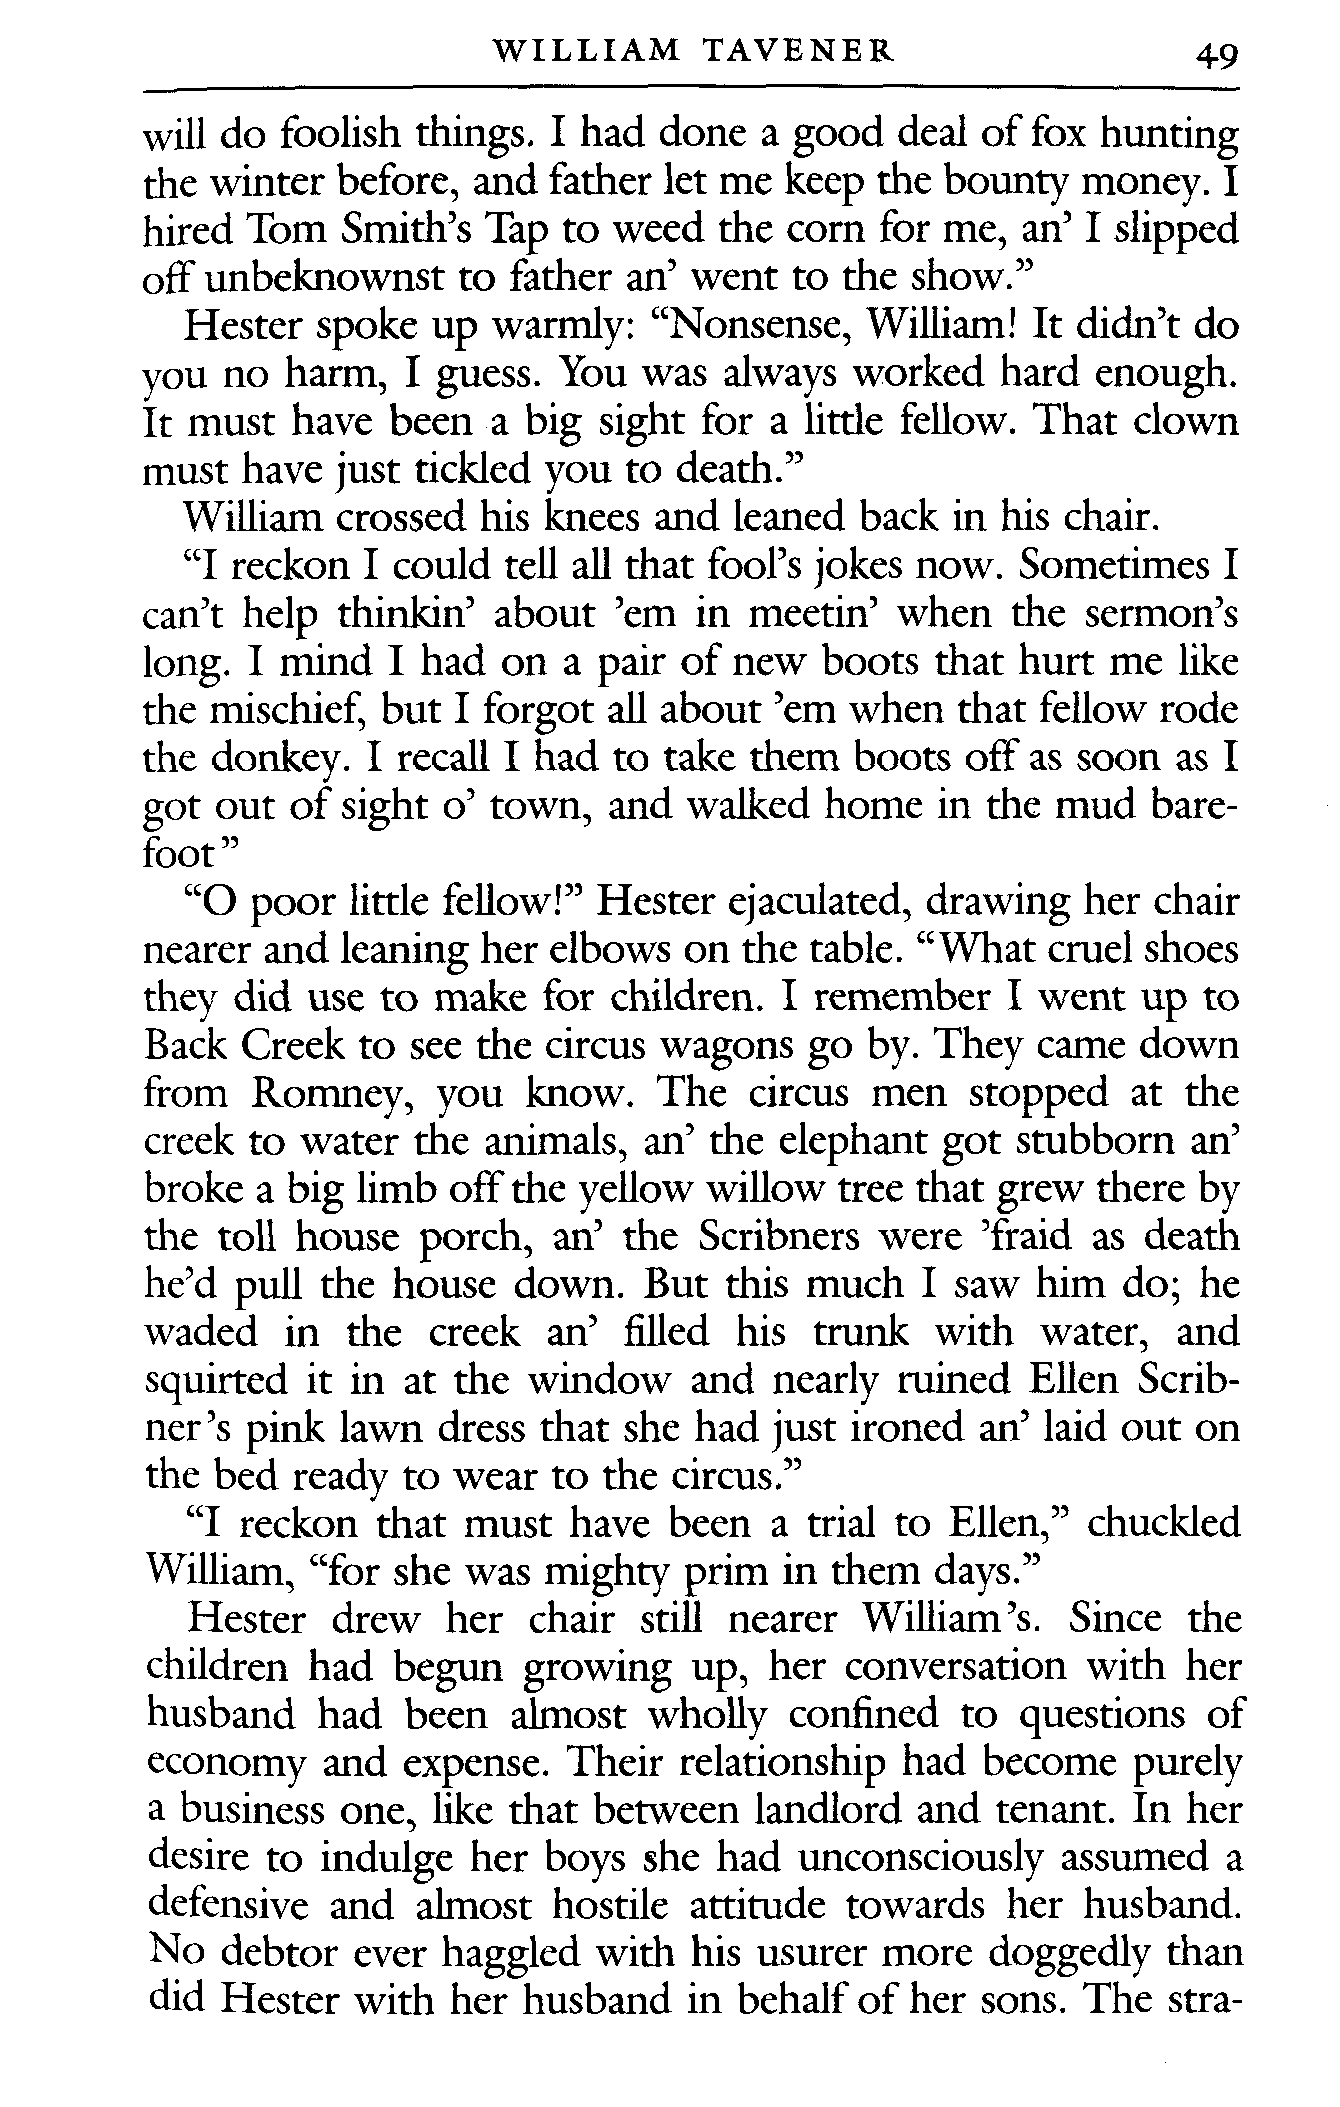 WILLIAM TAVENER 49
will do foolish things. I had done a good deal of fox hunting
the winter before, and father let me keep the bounty money. I
hired Tom Smith’s Tap to weed the corn for me, an’ I slipped
off unbeknownst to father an’ went to the show.”
Hester spoke up warmly: “Nonsense, William! It didn’t do
you no harm, I guess. You was always worked hard enough.
It must have been a big sight for a little fellow. That clown
must have just tickled you to death.”
William crossed his knees and leaned back in his chair.
“I reckon I could tell all that fool’s jokes now. Sometimes I
can’t help thinkin’ about ’em in meetin’ when the sermon’s
long. I mind I had on a pair of new boots that hurt me like
the mischief, but I forgot all about ’em when that fellow rode
the donkey. I recall I had to take them boots off as soon as I
got out of sight o’ town, and walked home in the mud bare-
foot”
“O poor little fellow!” Hester ejaculated, drawing her chair
nearer and leaning her elbows on the table. “What cruel shoes
they did use to make for children. I remember I went up to
Back Creek to see the circus wagons go by. They came down
from Romney, you know. The circus men stopped at the
creek to water the animals, an’ the elephant got stubborn an’
broke a big limb off the yellow willow tree that grew there by
the toll house porch, an’ the Scribners were ’fraid as death
he’d pull the house down. But this much I saw him do; he
waded in the creek an’ filled his trunk with water, and
squirted it in at the window and nearly ruined Ellen Scrib-
ner’s pink lawn dress that she had just ironed an’ laid out on
the bed ready to wear to the circus.”
“I reckon that must have been a trial to Ellen,” chuckled
William, “for she was mighty prim in them days.”
Hester drew her chair still nearer William’s. Since the
children had begun growing up, her conversation with her
husband had been almost wholly confined to questions of
economy and expense. Their relationship had become purely
a business one, like that between landlord and tenant. In her
desire to indulge her boys she had unconsciously assumed a
defensive and almost hostile attitude towards her husband.
No debtor ever haggled with his usurer more doggedly than
did Hester with her husband in behalf of her sons. The stra-